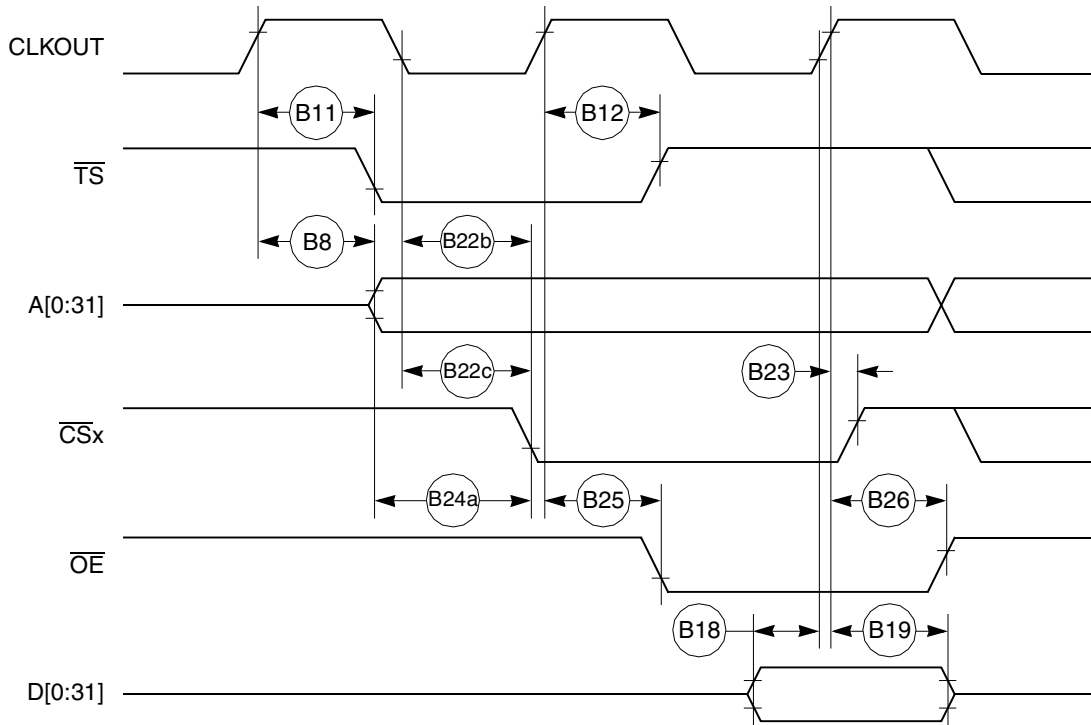 CLKOUT
B11
B12
TS
B8
B22b
A[0:31]
B22c
B23
CSx
B24a
B25
B26
OE
B18
B19
D[0:31]